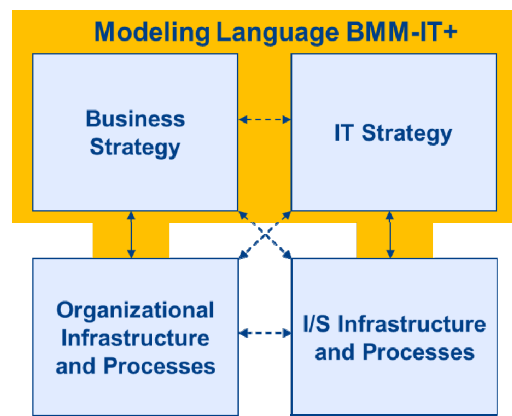 Modeling Language BMM-IT+
Business
Strategy
IT Strategy
Organizational
Infrastructure
and Processes
I/S Infrastructure
and Processes